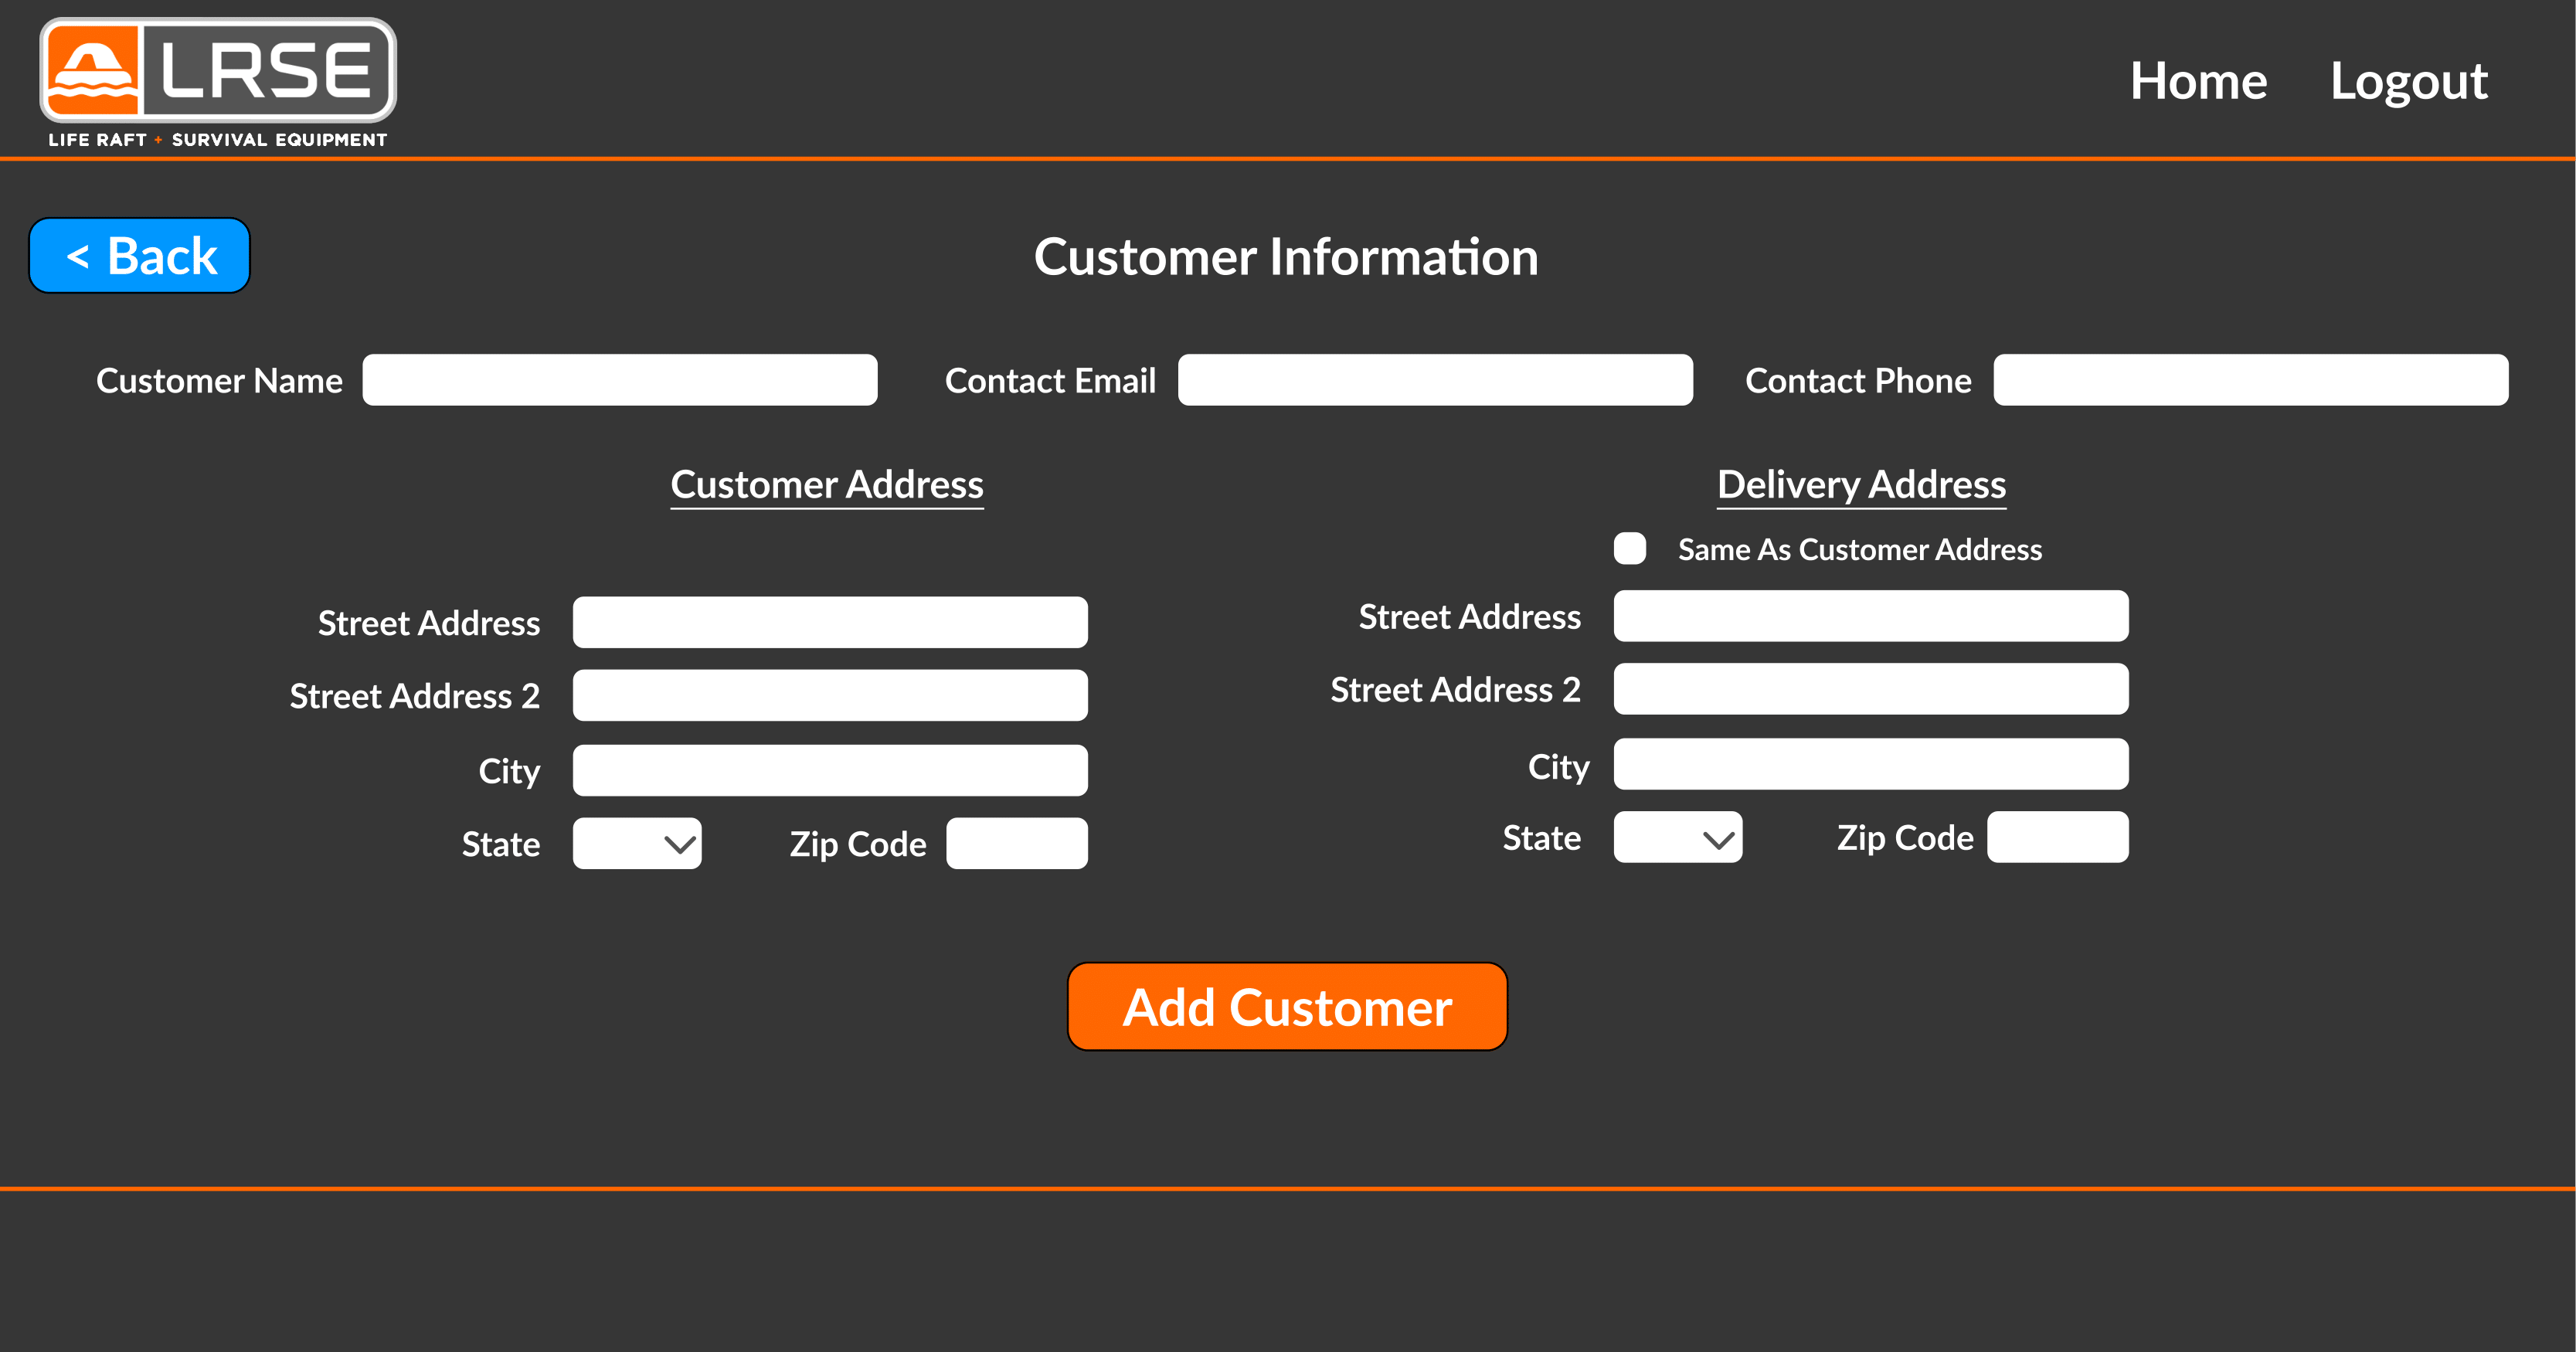 LRSE
LIFE RAFT + SURVIVAL EQUIPMENT
Home Logout
< Back
Customer Information
Customer Name Contact Email Contact Phone
Customer Address
Delivery Address
Same As Customer Address
Street Address
Street Address 2
City
State Zip Code
Street Address
Street Address 2
City
State Zip Code
Add Customer